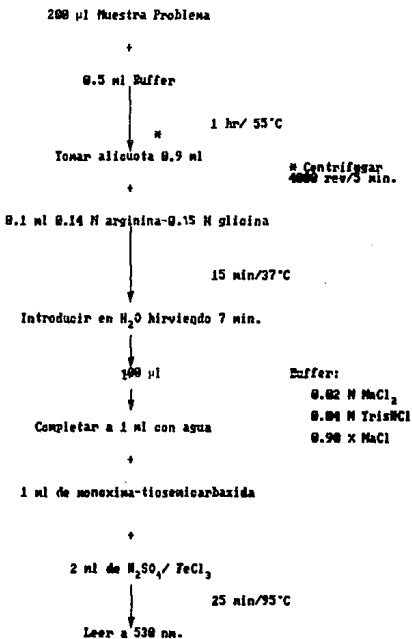 200 µl Muestra Problema
+
0.5 ml Buffer
1 hr/ 55°C
*
Tomar alicuota 0.9 ml
* Centrifugar
4000 rev/5 min.
+
0.1 ml 0.14 M arginina-0.15 M glicina
15 min/37°C
Introducir en H₂O hirviendo 7 min.
100 µl
Buffer:
0.02 M MnCl₂
0.04 M TrisHCl
0.90 % NaCl
Completar a 1 ml con agua
+
1 ml de monoxima-tiosemicarbazida
+
2 ml de H₂SO₄/ FeCl₃
25 min/95°C
Leer a 530 nm.